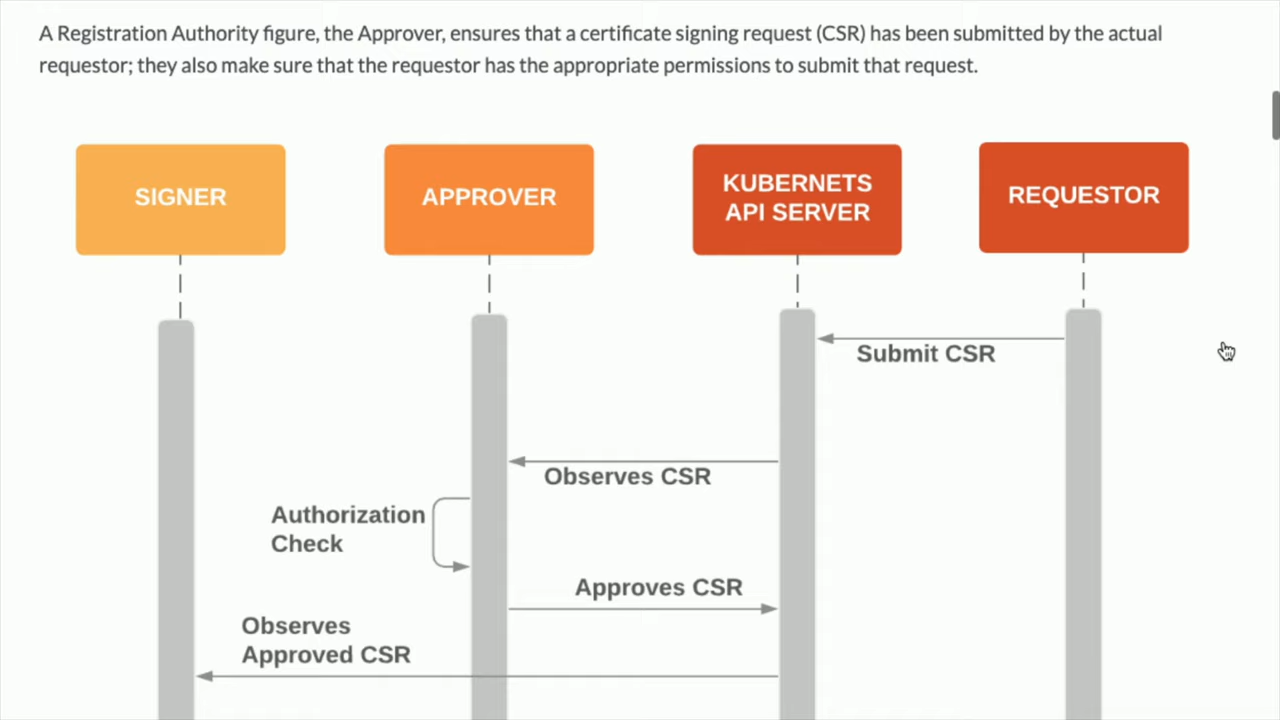 A Registration Authority figure, the Approver, ensures that a certificate signing request (CSR) has been submitted by the actual
requestor; they also make sure that the requestor has the appropriate permissions to submit that request.
SIGNER
APPROVER
KUBERNETS
API SERVER
REQUESTOR
Submit CSR
Observes CSR
Authorization
Check
Approves CSR
Observes
Approved CSR